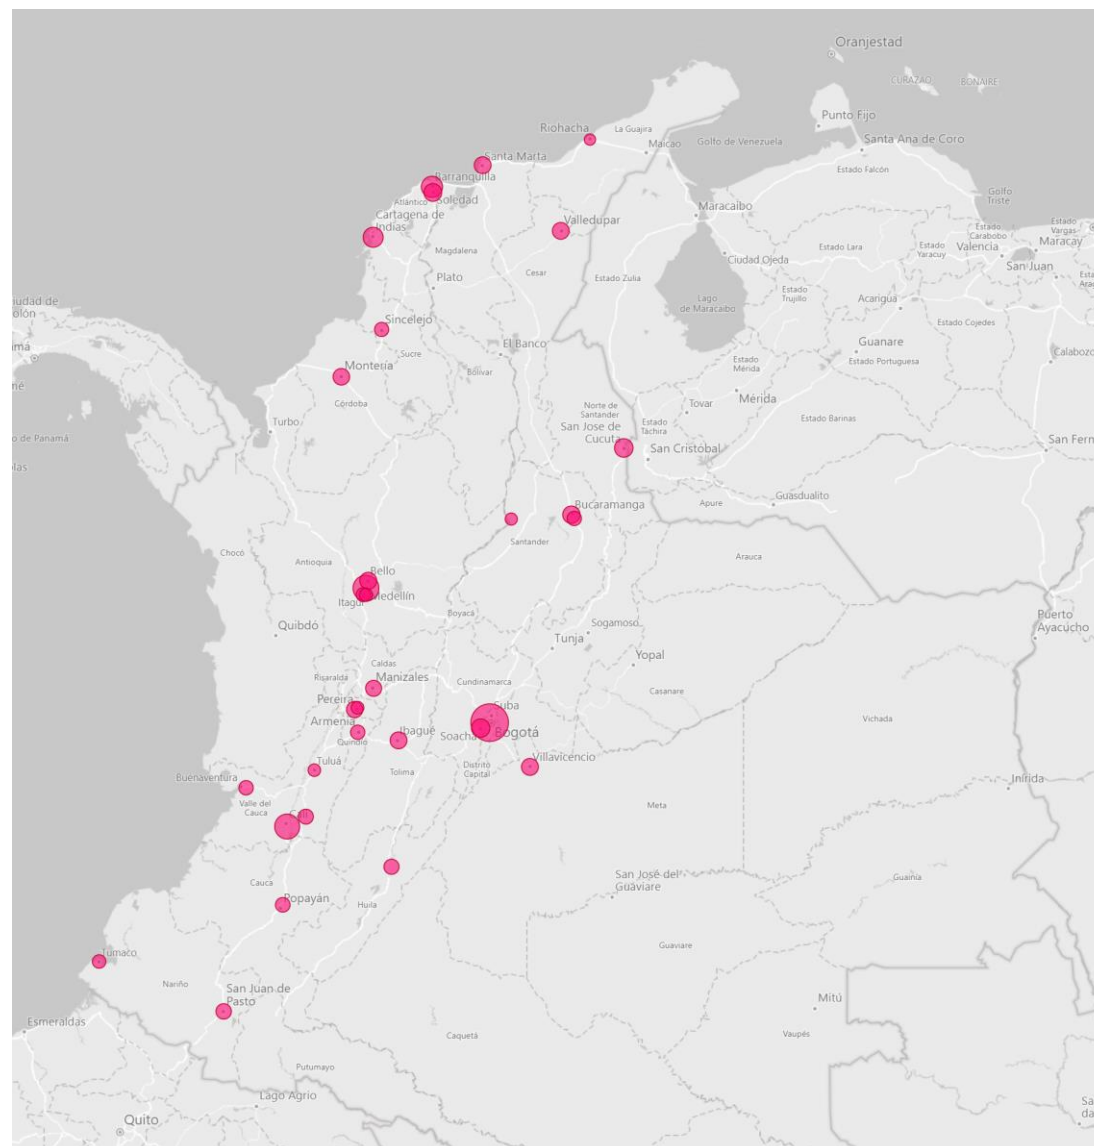 Oranjestad
CURAZAO
BONAIRE
Punto Fijo
Riohacha
La Guajira
Golfo de Venezuela
Santa Ana de Coro
Maicao
Santa Marta
Estado Falcón
Barranquilla
Atlántico
Soledad
Golfo
Triste
Maracaibo
Cartagena de
Indias
Valledupar
Estado
Vargas
Estado
Carabobo
Maracay
Magdalena
Estado Lara
Estado
Yaracuy
Valencia
Ciudad Ojeda
San Juan
Cesar
Plato
Estado Zulia
Estado
Trujillo
Acarigua
Lago
de Maracaibo
Sincelejo
Estado Cojedes
El Banco
Guanare
Sucre
Estado
Mérida
Estado Portuguesa
Calabozo
Montería
Bolívar
Córdoba
Mérida
Norte de
Santander
Tovar
Turbo
Estado
Táchira
Estado Barinas
San Jose de
Cucuta
San Cristóbal
o de Panamá
San Fern
Guasdualito
Apure
Bucaramanga
Santander
Chocó
Antioquia
Arauca
Bello
Medellín
Itagüí
Boyacá
Puerto
Ayacucho
Quibdó
Sogamoso
Tunja
Yopal
Caldas
Risaralda
Manizales
Cundinamarca
Casanare
Pereira
Suba
Armenia
Vichada
Ibagué
Soacha
Bogotá
Quindío
Tuluá
Villavicencio
Distrito
Capital
Tolima
Buenaventura
Inírida
Valle del
Cauca
Meta
Cali
San José del
Guaviare
Guainía
Cauca
Popayán
Huila
Guaviare
Tumaco
Nariño
San Juan de
Pasto
Mitú
Esmeraldas
Caquetá
Vaupés
Putumayo
Lago Agrio
Quito